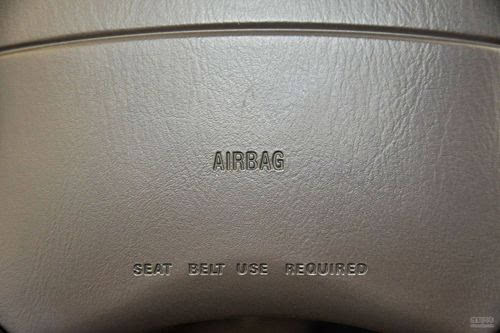 AIRBAG
SEAT BELT USE REQUIRED